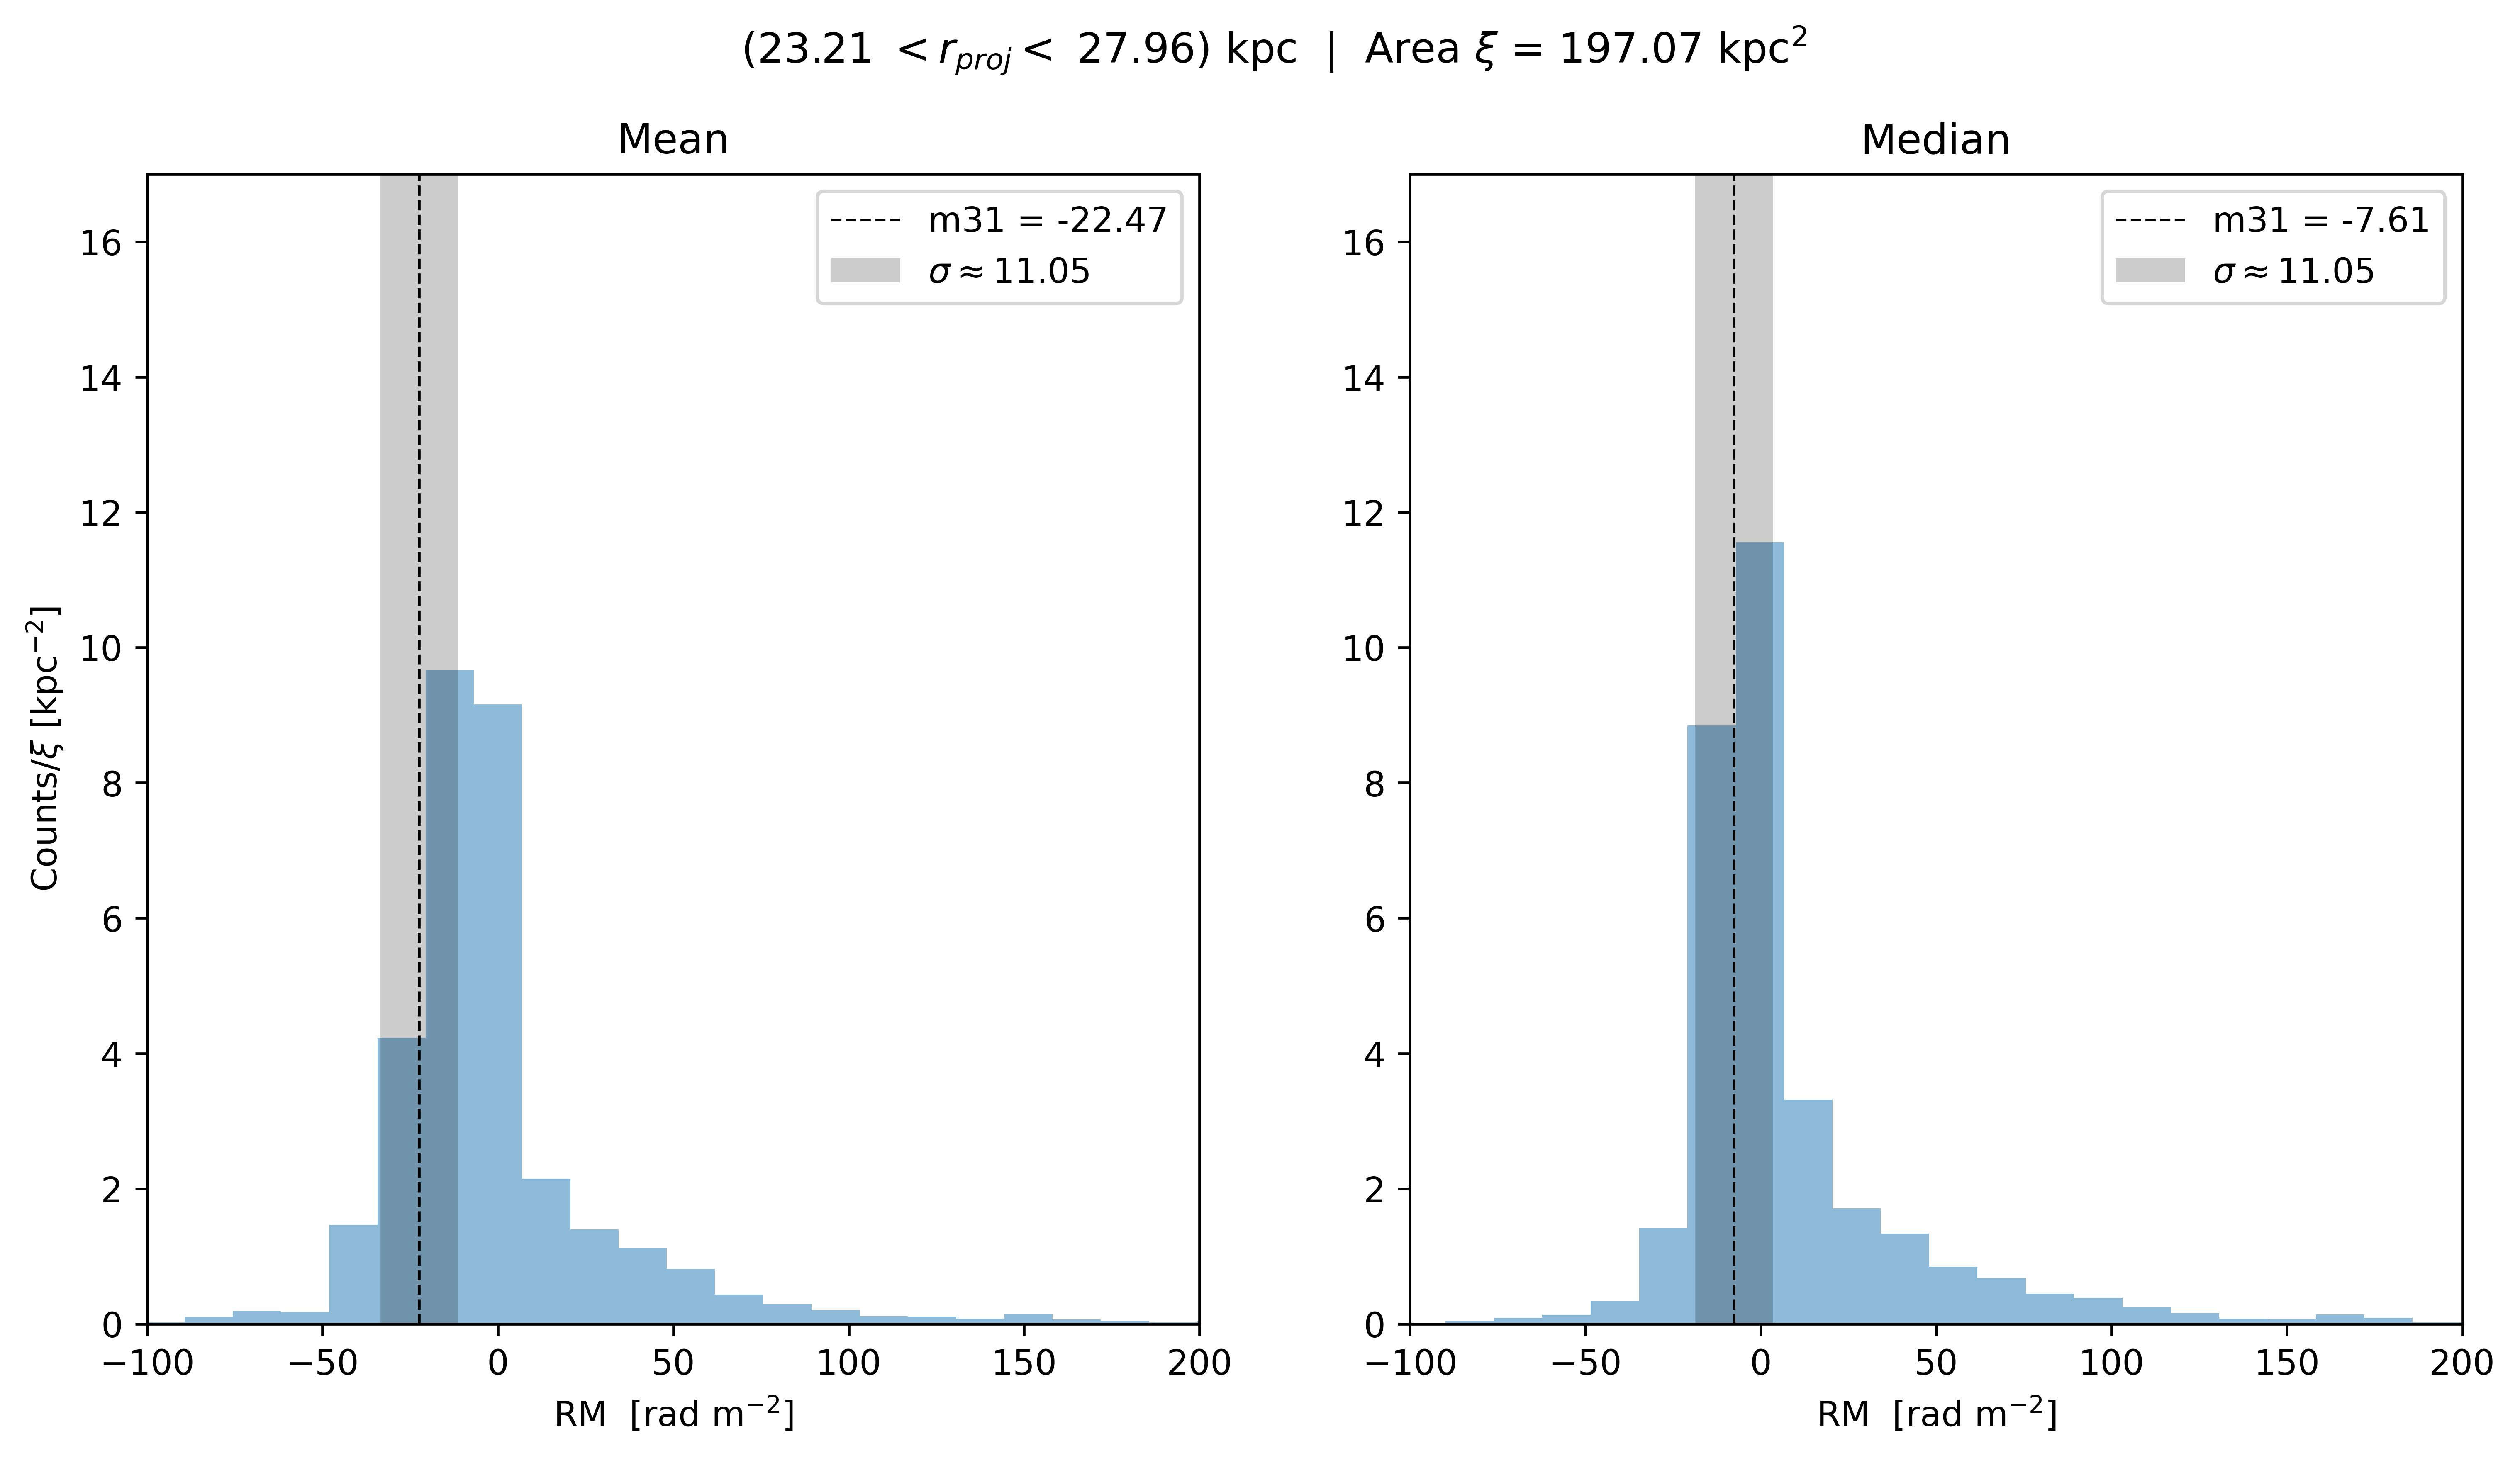 (23.21 < r_proj < 27.96) kpc | Area ξ = 197.07 kpc²
Mean
m31 = -22.47
σ ≈ 11.05
16
14
12
10
8
6
4
2
0
Counts/ξ [kpc⁻²]
−100 −50 0 50 100 150 200
RM [rad m⁻²]
Median
m31 = -7.61
σ ≈ 11.05
16
14
12
10
8
6
4
2
0
−100 −50 0 50 100 150 200
RM [rad m⁻²]